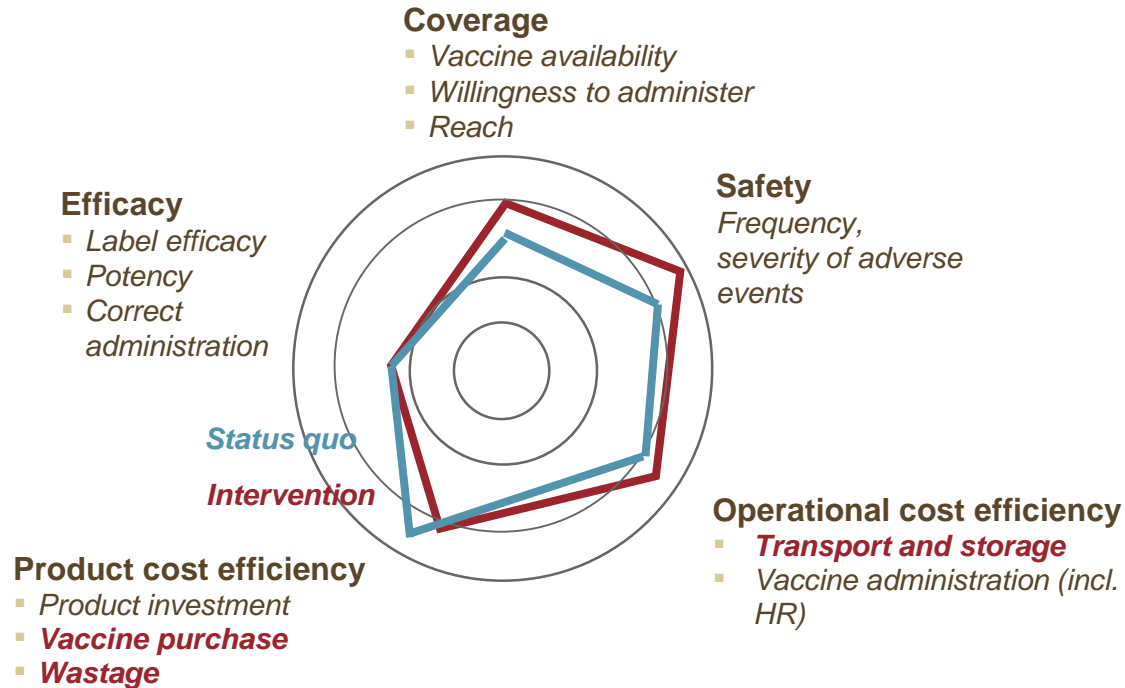 Coverage
▪ Vaccine availability
▪ Willingness to administer
▪ Reach
Efficacy
▪ Label efficacy
▪ Potency
▪ Correct
administration
Safety
Frequency,
severity of adverse
events
Status quo
Intervention
Product cost efficiency
▪ Product investment
▪ Vaccine purchase
▪ Wastage
Operational cost efficiency
▪ Transport and storage
▪ Vaccine administration (incl.
HR)